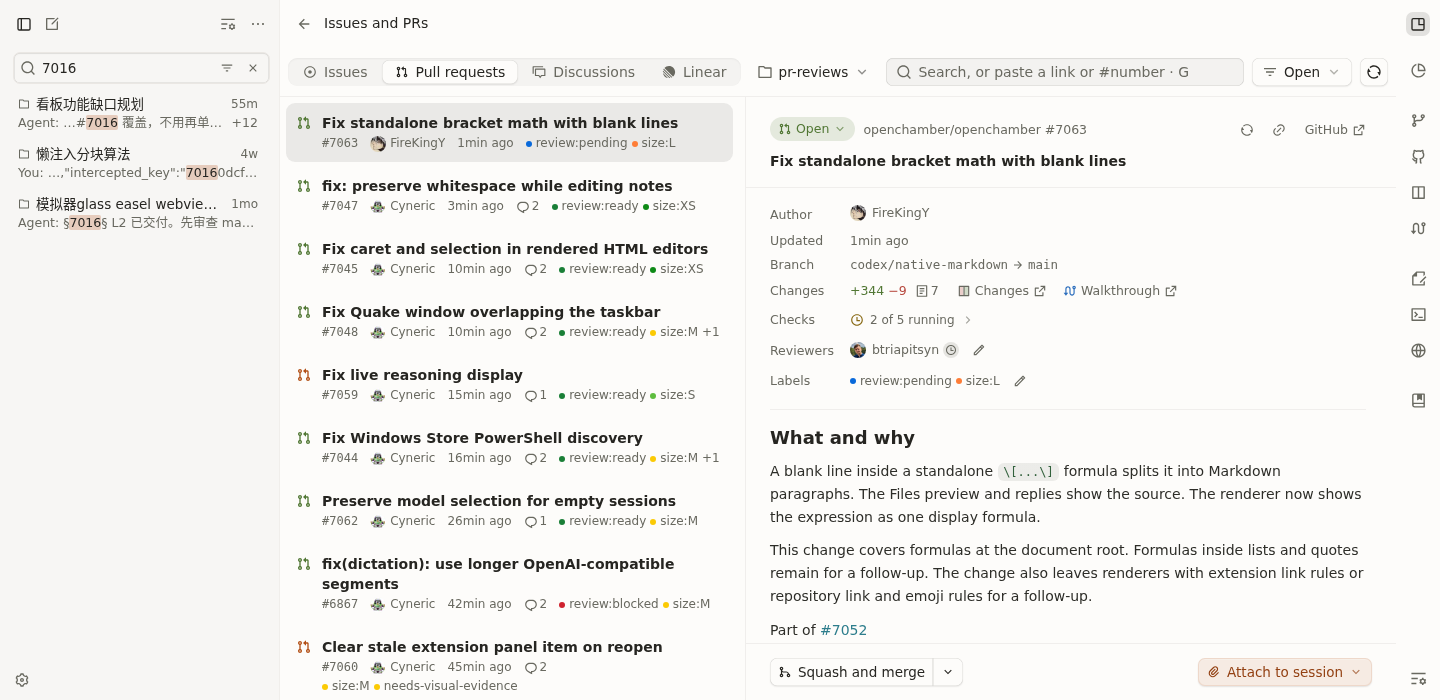 Issues and PRs
7016
看板功能缺口规划 55m
Agent: …#7016 覆盖，不用再单… +12
懒注入分块算法 4w
You: …,"intercepted_key":"70160dcf…
模拟器glass easel webvie… 1mo
Agent: §7016§ L2 已交付。先审查 ma…
Issues Pull requests Discussions Linear pr-reviews Search, or paste a link or #number · G Open
Fix standalone bracket math with blank lines
#7063 FireKingY 1min ago review:pending size:L
fix: preserve whitespace while editing notes
#7047 Cyneric 3min ago 2 review:ready size:XS
Fix caret and selection in rendered HTML editors
#7045 Cyneric 10min ago 2 review:ready size:XS
Fix Quake window overlapping the taskbar
#7048 Cyneric 10min ago 2 review:ready size:M +1
Fix live reasoning display
#7059 Cyneric 15min ago 1 review:ready size:S
Fix Windows Store PowerShell discovery
#7044 Cyneric 16min ago 2 review:ready size:M +1
Preserve model selection for empty sessions
#7062 Cyneric 26min ago 1 review:ready size:M
fix(dictation): use longer OpenAI-compatible
segments
#6867 Cyneric 42min ago 2 review:blocked size:M
Clear stale extension panel item on reopen
#7060 Cyneric 45min ago 2
size:M needs-visual-evidence
Open openchamber/openchamber #7063 GitHub
Fix standalone bracket math with blank lines
Author FireKingY
Updated 1min ago
Branch codex/native-markdown → main
Changes +344 −9 7 Changes Walkthrough
Checks 2 of 5 running
Reviewers btriapitsyn
Labels review:pending size:L
What and why
A blank line inside a standalone \[...\] formula splits it into Markdown
paragraphs. The Files preview and replies show the source. The renderer now shows
the expression as one display formula.
This change covers formulas at the document root. Formulas inside lists and quotes
remain for a follow-up. The change also leaves renderers with extension link rules or
repository link and emoji rules for a follow-up.
Part of #7052
Squash and merge Attach to session